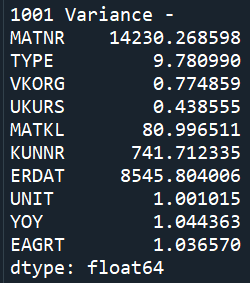 1001 Variance -
MATNR 14230.268598
TYPE 9.780990
VKORG 0.774859
UKURS 0.438555
MATKL 80.996511
KUNNR 741.712335
ERDAT 8545.804006
UNIT 1.001015
YOY 1.044363
EAGRT 1.036570
dtype: float64